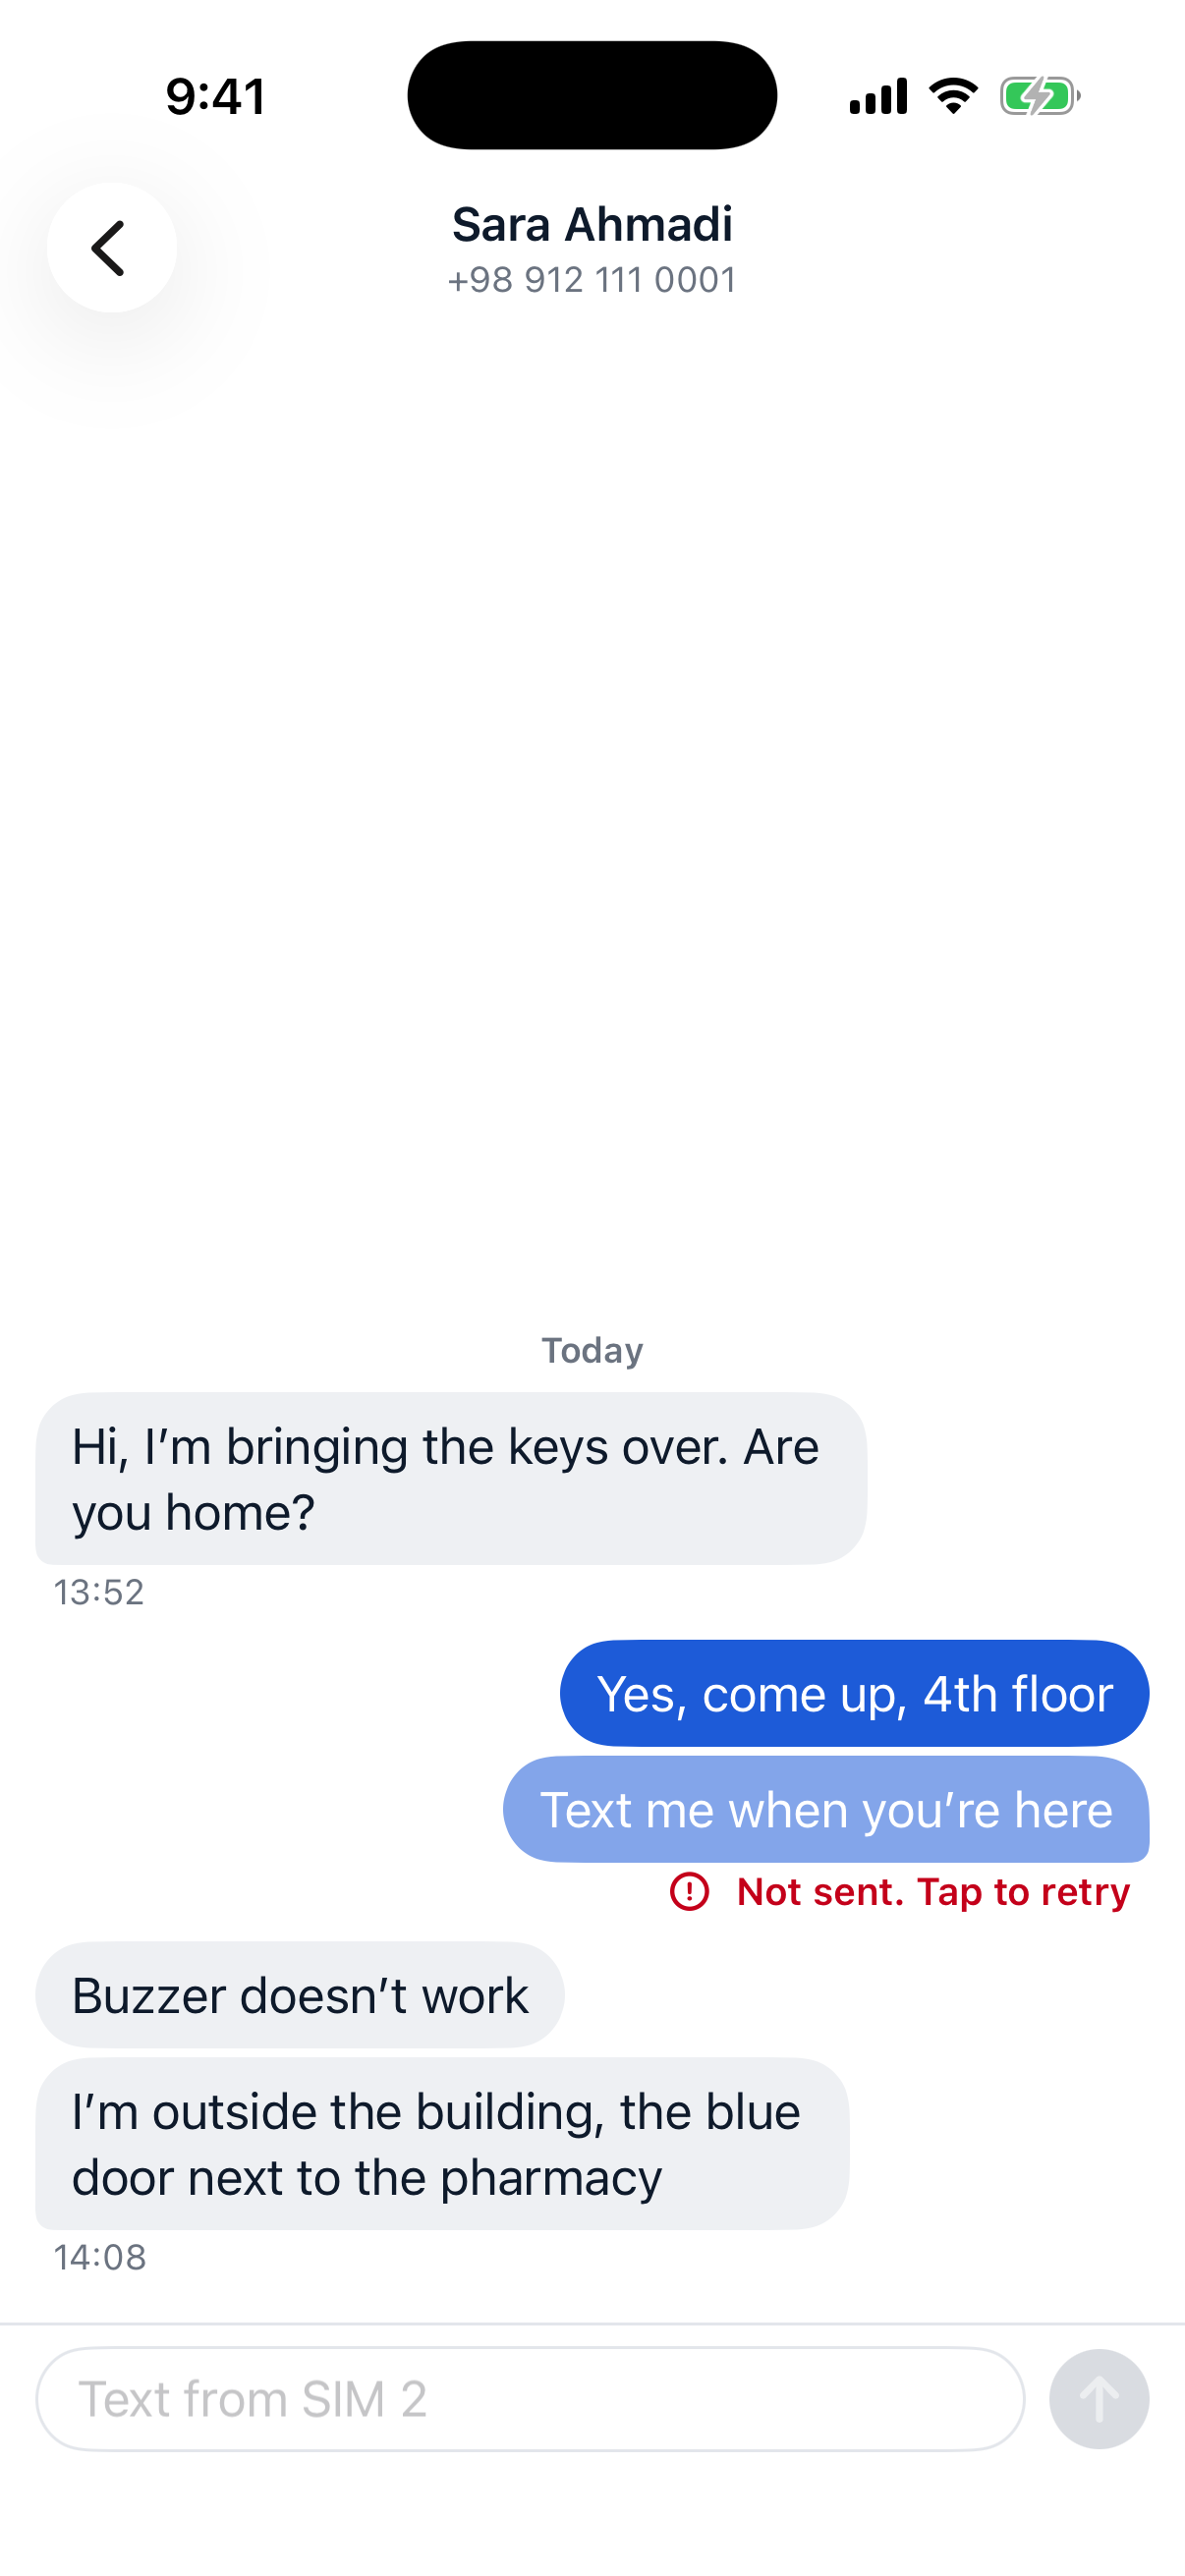 9:41
Sara Ahmadi
+98 912 111 0001
Today
Hi, I’m bringing the keys over. Are
you home?
13:52
Yes, come up, 4th floor
Text me when you’re here
Not sent. Tap to retry
Buzzer doesn’t work
I’m outside the building, the blue
door next to the pharmacy
14:08
Text from SIM 2